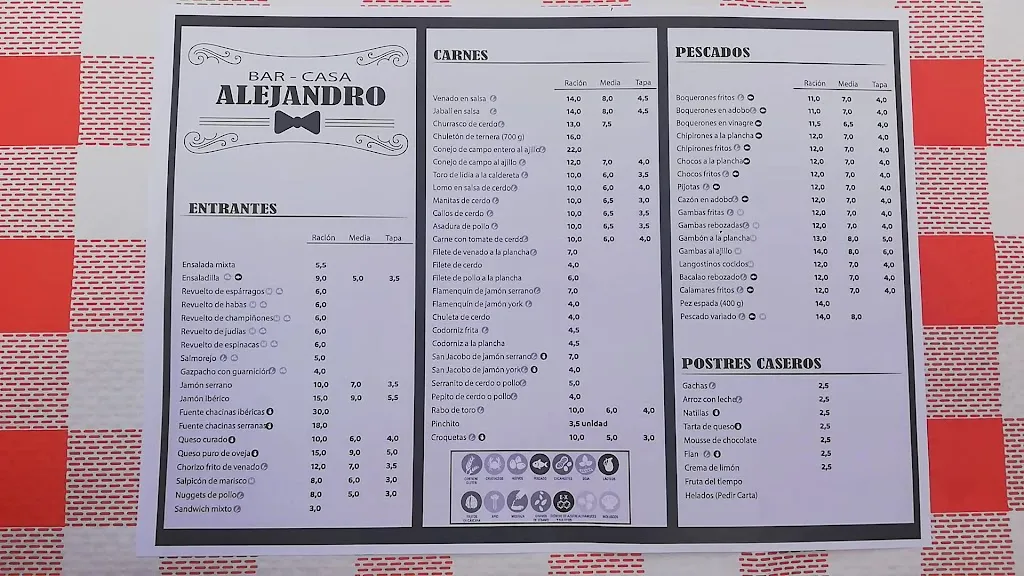 BAR - CASA
ALEJANDRO
ENTRANTES
Ración Media Tapa
Ensalada mixta 5,5
Ensaladilla 9,0 5,0 3,5
Revuelto de espárragos 6,0
Revuelto de habas 6,0
Revuelto de champiñones 6,0
Revuelto de judias 6,0
Revuelto de espinacas 6,0
Salmorejo 5,0
Gazpacho con guarnición 4,0
Jamón serrano 10,0 7,0 3,5
Jamón ibérico 15,0 9,0 5,5
Fuente chacinas ibéricas 30,0
Fuente chacinas serranas 18,0
Queso curado 10,0 6,0 4,0
Queso puro de oveja 15,0 9,0 5,0
Chorizo frito de venado 12,0 7,0 3,5
Salpicón de marisco 8,0 6,0 3,0
Nuggets de pollo 8,0 5,0 3,0
Sandwich mixto 3,0
CARNES
Ración Media Tapa
Venado en salsa 14,0 8,0 4,5
Jabalí en salsa 14,0 8,0 4,5
Churrasco de cerdo 13,0 7,5
Chuletón de ternera (700 g) 16,0
Conejo de campo entero al ajillo 22,0
Conejo de campo al ajillo 12,0 7,0 4,0
Toro de lidia a la caldereta 10,0 6,0 3,5
Lomo en salsa de cerdo 10,0 6,0 4,0
Manitas de cerdo 10,0 6,5 3,0
Callos de cerdo 10,0 6,5 3,5
Asadura de pollo 10,0 6,5 3,5
Carne con tomate de cerdo 10,0 6,0 4,0
Filete de venado a la plancha 7,0
Filete de cerdo 4,0
Filete de pollo a la plancha 6,0
Flamenquín de jamón serrano 7,0
Flamenquín de jamón york 4,0
Chuleta de cerdo 4,0
Codorniz frita 4,5
Codorniz a la plancha 4,5
San Jacobo de jamón serrano 7,0
San Jacobo de jamón york 4,0
Serranito de cerdo o pollo 5,0
Pepito de cerdo o pollo 4,0
Rabo de toro 10,0 6,0 4,0
Pinchito 3,5 unidad
Croquetas 10,0 5,0 3,0
PESCADOS
Ración Media Tapa
Boquerones fritos 11,0 7,0 4,0
Boquerones en adobo 11,0 7,0 4,0
Boquerones en vinagre 11,5 6,5 4,0
Chipirones a la plancha 12,0 7,0 4,0
Chipirones fritos 12,0 7,0 4,0
Chocos a la plancha 12,0 7,0 4,0
Chocos fritos 12,0 7,0 4,0
Pijotas 12,0 7,0 4,0
Cazón en adobo 12,0 7,0 4,0
Gambas fritas 12,0 7,0 4,0
Gambas rebozadas 12,0 7,0 4,0
Gambón a la plancha 13,0 8,0 5,0
Gambas al ajillo 14,0 8,0 6,0
Langostinos cocidos 12,0 7,0 4,0
Bacalao rebozado 12,0 7,0 4,0
Calamares fritos 12,0 7,0 4,0
Pez espada (400 g) 14,0
Pescado variado 14,0 8,0
POSTRES CASEROS
Gachas 2,5
Arroz con leche 2,5
Natillas 2,5
Tarta de queso 2,5
Mousse de chocolate 2,5
Flan 2,5
Crema de limón 2,5
Fruta del tiempo
Helados (Pedir Carta)